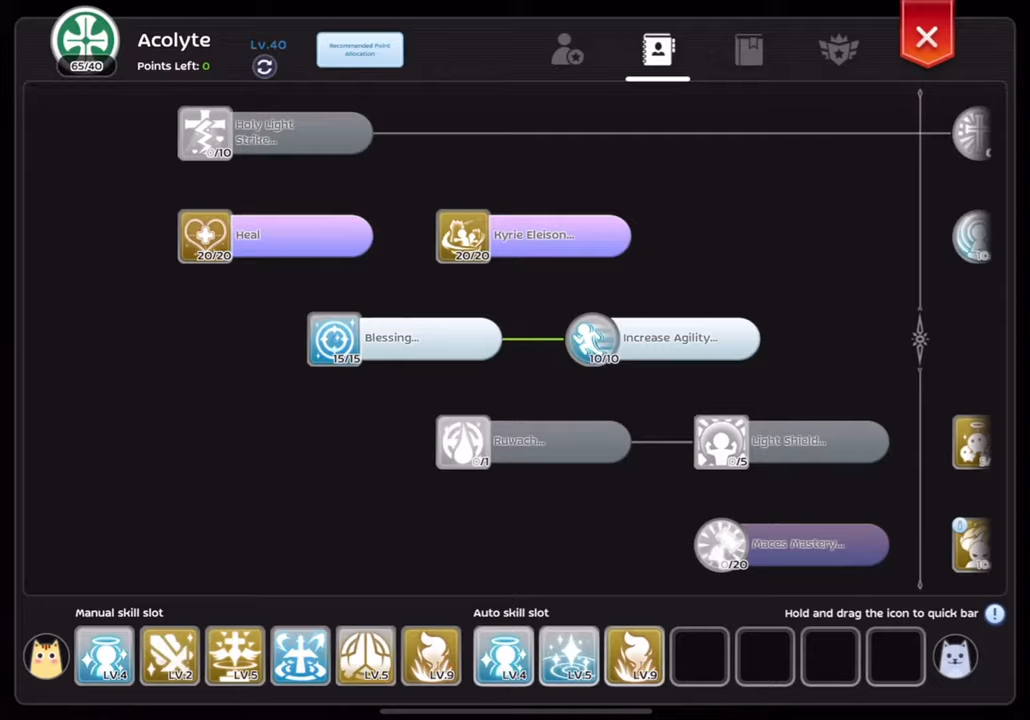 Acolyte
Lv.40
Recommended Point
Allocation
65/40
Points Left: 0
Holy Light
Strike...
0/10
Heal
20/20
Kyrie Eleison...
20/20
Blessing...
15/15
Increase Agility...
10/10
Ruwach...
0/1
Light Shield...
0/5
Maces Mastery...
0/20
Manual skill slot
Auto skill slot
Hold and drag the icon to quick bar
LV.4
LV.2
LV.5
LV.5
LV.9
LV.4
LV.5
LV.9